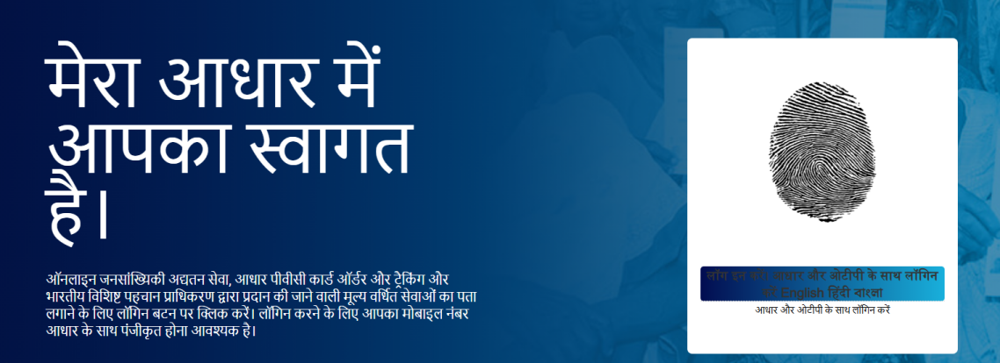 मेरा आधार में
आपका स्वागत
है।
ऑनलाइन जनसांख्यिकी अद्यतन सेवा, आधार पीवीसी कार्ड ऑर्डर और ट्रेकिंग और
भारतीय विशिष्ट पहचान प्राधिकरण द्वारा प्रदान की जाने वाली मूल्य वर्धित सेवाओं का पता
लगाने के लिए लॉगिन बटन पर क्लिक करें। लॉगिन करने के लिए आपका मोबाइल नंबर
आधार के साथ पंजीकृत होना आवश्यक है।
लॉग इन करें। आधार और ओटीपी के साथ लॉगिन
करें English हिंदी বাংলা
आधार और ओटीपी के साथ लॉगिन करें